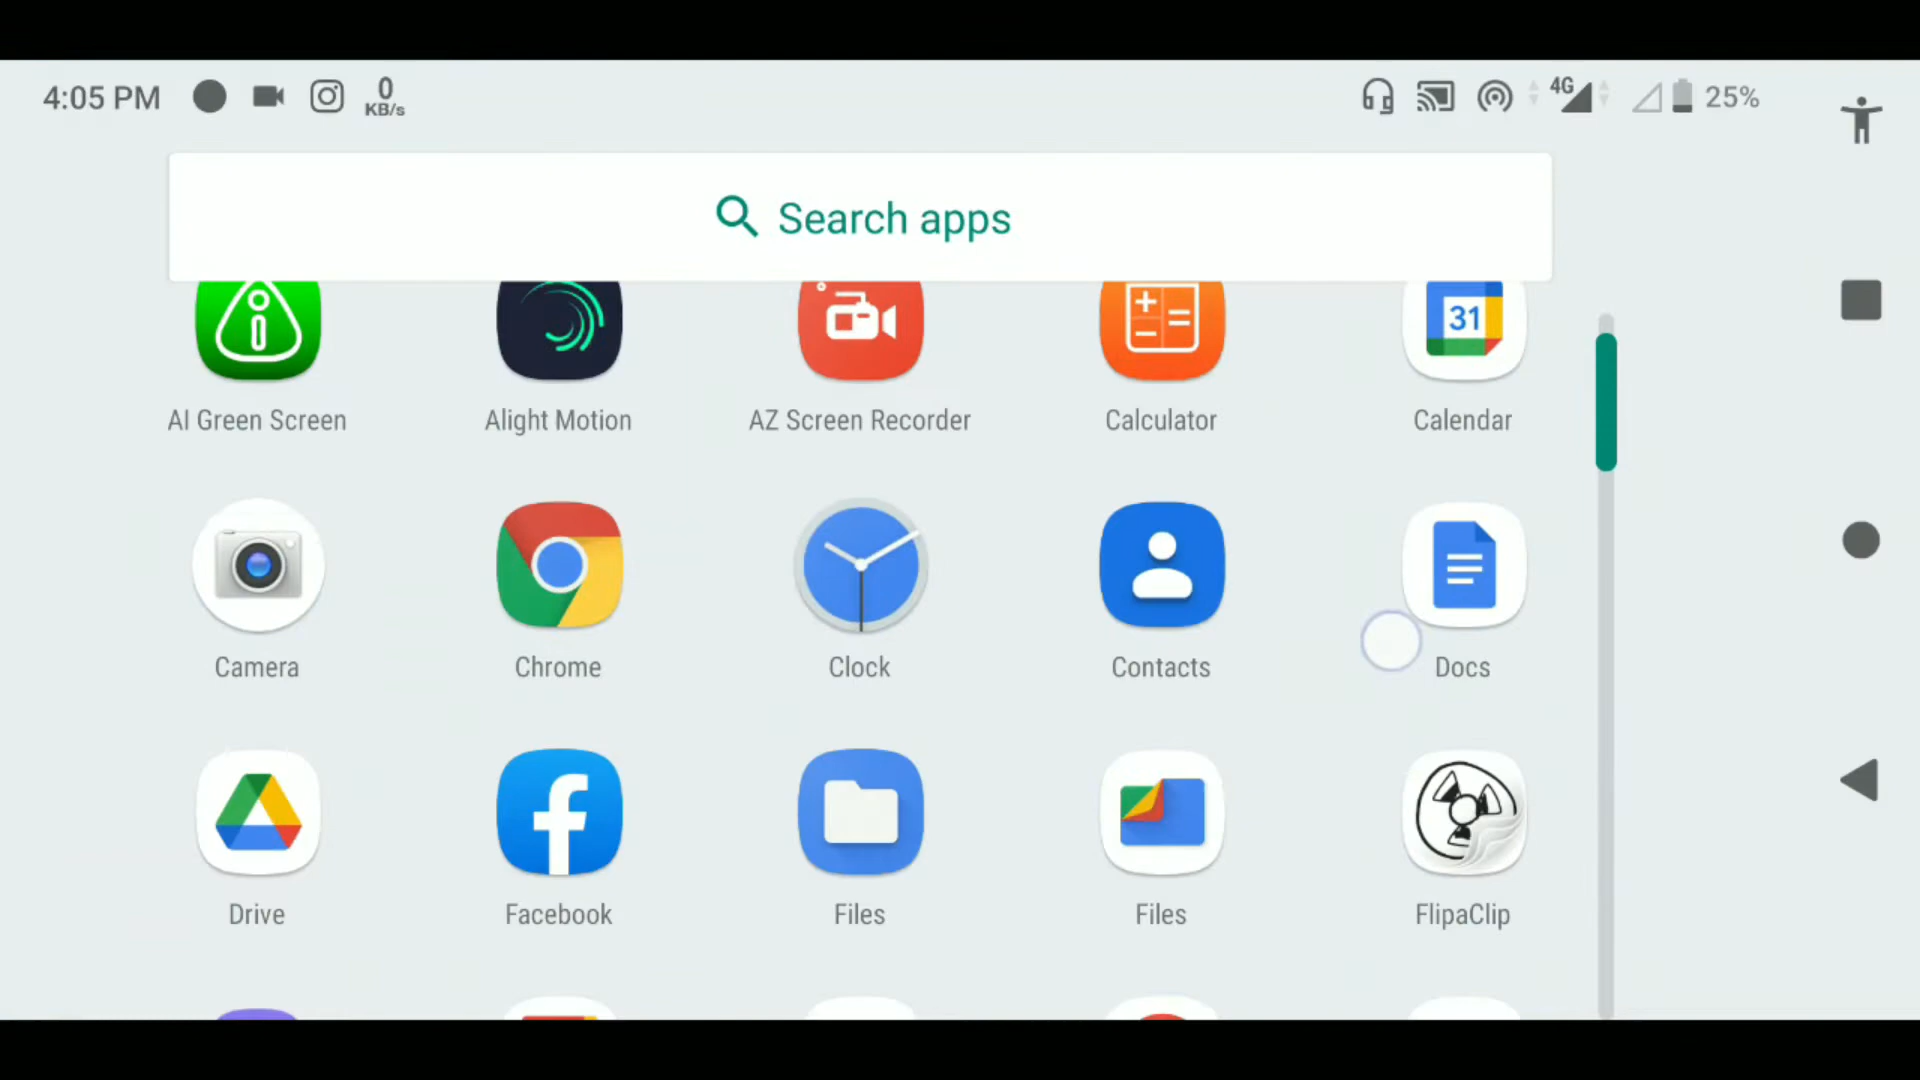 4:05 PM 0 KB/s 4G 25%
Search apps
31
AI Green Screen Alight Motion AZ Screen Recorder Calculator Calendar
Camera Chrome Clock Contacts Docs
Drive Facebook Files Files FlipaClip